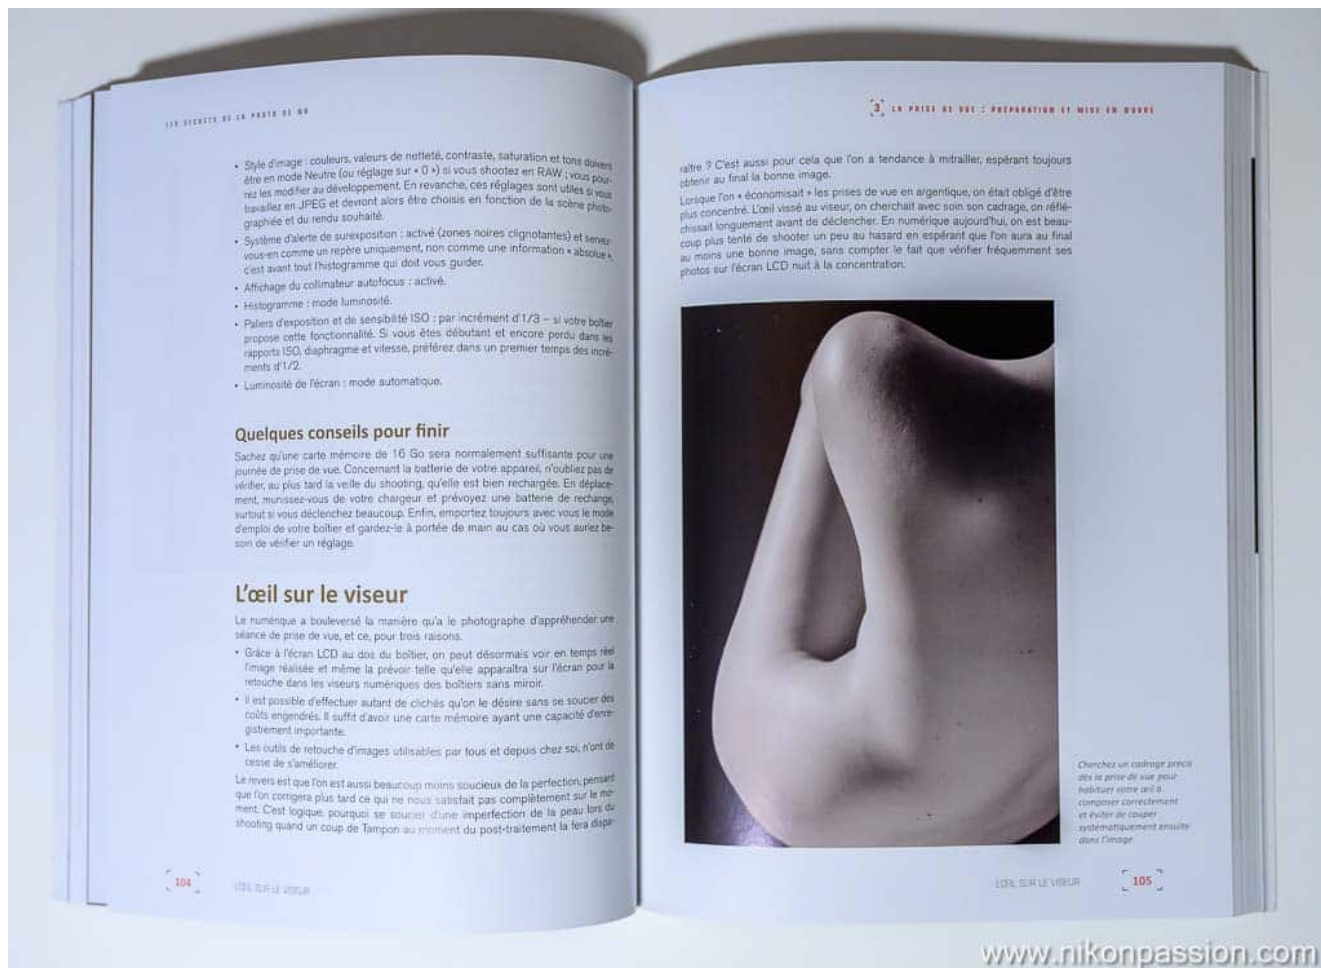 LES SECRETS DE LA PHOTO DE NU
• Style d'image : couleurs, valeurs de netteté, contraste, saturation et tons divers
être en mode Neutre (ou réglage sur « 0 ») si vous shootez en RAW ; vous pour-
rez les modifier au développement. En revanche, ces réglages sont utiles si vous
travaillez en JPEG et devront alors être choisis en fonction de la scène photo-
graphiée et du rendu souhaité.
• Système d'alerte de surexposition : activé (zones noires clignotantes) et servez-
vous-en comme un repère uniquement, non comme une information « absolue »,
c'est avant tout l'histogramme qui doit vous guider.
• Affichage du collimateur autofocus : activé.
• Histogramme : mode luminosité.
• Paliers d'exposition et de sensibilité ISO : par incrément d'1/3 – si votre boîtier
propose cette fonctionnalité. Si vous êtes débutant et encore perdu dans les
rapports ISO, diaphragme et vitesse, préférez dans un premier temps des incré-
ments d'1/2.
• Luminosité de l'écran : mode automatique.
Quelques conseils pour finir
Sachez qu'une carte mémoire de 16 Go sera normalement suffisante pour une
journée de prise de vue. Concernant la batterie de votre appareil, n'oubliez pas de
vérifier, au plus tard la veille du shooting, qu'elle est bien rechargée. En déplace-
ment, munissez-vous de votre chargeur et prévoyez une batterie de rechange,
surtout si vous déclenchez beaucoup. Enfin, emportez toujours avec vous le mode
d'emploi de votre boîtier et gardez-le à portée de main au cas où vous auriez be-
soin de vérifier un réglage.
L'œil sur le viseur
Le numérique a bouleversé la manière qu'a le photographe d'appréhender une
séance de prise de vue, et ce, pour trois raisons.
• Grâce à l'écran LCD au dos du boîtier, on peut désormais voir en temps réel
l'image réalisée et même la prévoir telle qu'elle apparaîtra sur l'écran pour la
retouche dans les viseurs numériques des boîtiers sans miroir.
• Il est possible d'effectuer autant de clichés qu'on le désire sans se soucier des
coûts engendrés. Il suffit d'avoir une carte mémoire ayant une capacité d'enre-
gistrement importante.
• Les outils de retouche d'images utilisables par tous et depuis chez soi, n'ont de
cesse de s'améliorer.
Le revers est que l'on est aussi beaucoup moins soucieux de la perfection, pensant
que l'on corrigera plus tard ce qui ne nous satisfait pas complètement sur le mo-
ment. C'est logique, pourquoi se soucier d'une imperfection de la peau lors du
shooting quand un coup de Tampon au moment du post-traitement la fera dispa-
104
L'ŒIL SUR LE VISEUR
3 LA PRISE DE VUE : PRÉPARATION ET MISE EN ŒUVRE
raître ? C'est aussi pour cela que l'on a tendance à mitrailler, espérant toujours
obtenir au final la bonne image.
Lorsque l'on « économisait » les prises de vue en argentique, on était obligé d'être
plus concentré. L'œil vissé au viseur, on cherchait avec soin son cadrage, on réflé-
chissait longuement avant de déclencher. En numérique aujourd'hui, on est beau-
coup plus tenté de shooter un peu au hasard en espérant que l'on aura au final
au moins une bonne image, sans compter le fait que vérifier fréquemment ses
photos sur l'écran LCD nuit à la concentration.
Cherchez un cadrage précis
dès la prise de vue pour
habituer votre œil à
composer correctement
et éviter de couper
systématiquement ensuite
dans l'image
L'ŒIL SUR LE VISEUR
105
www.nikonpassion.com